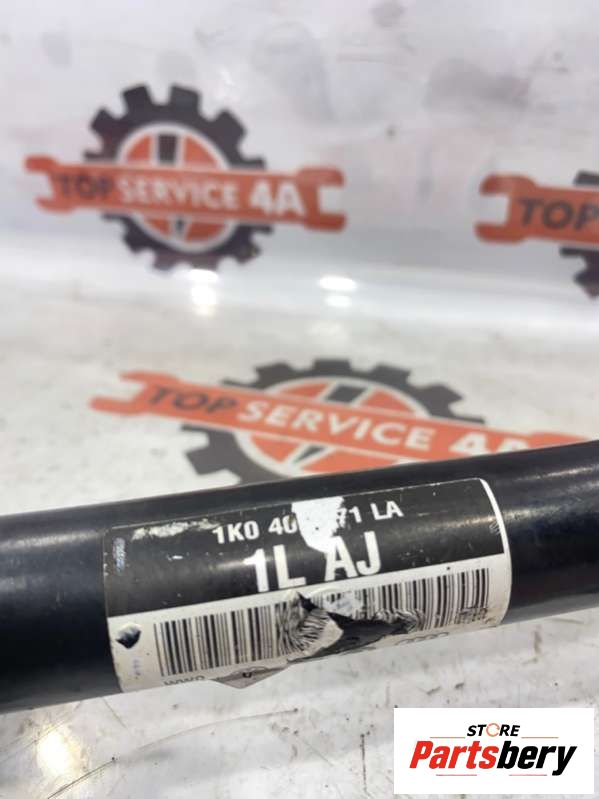 TOP SERVICE 4A
TOP
TOP SERVICE 4A
1K0 40 71 LA
1L AJ
STORE
Partsbery